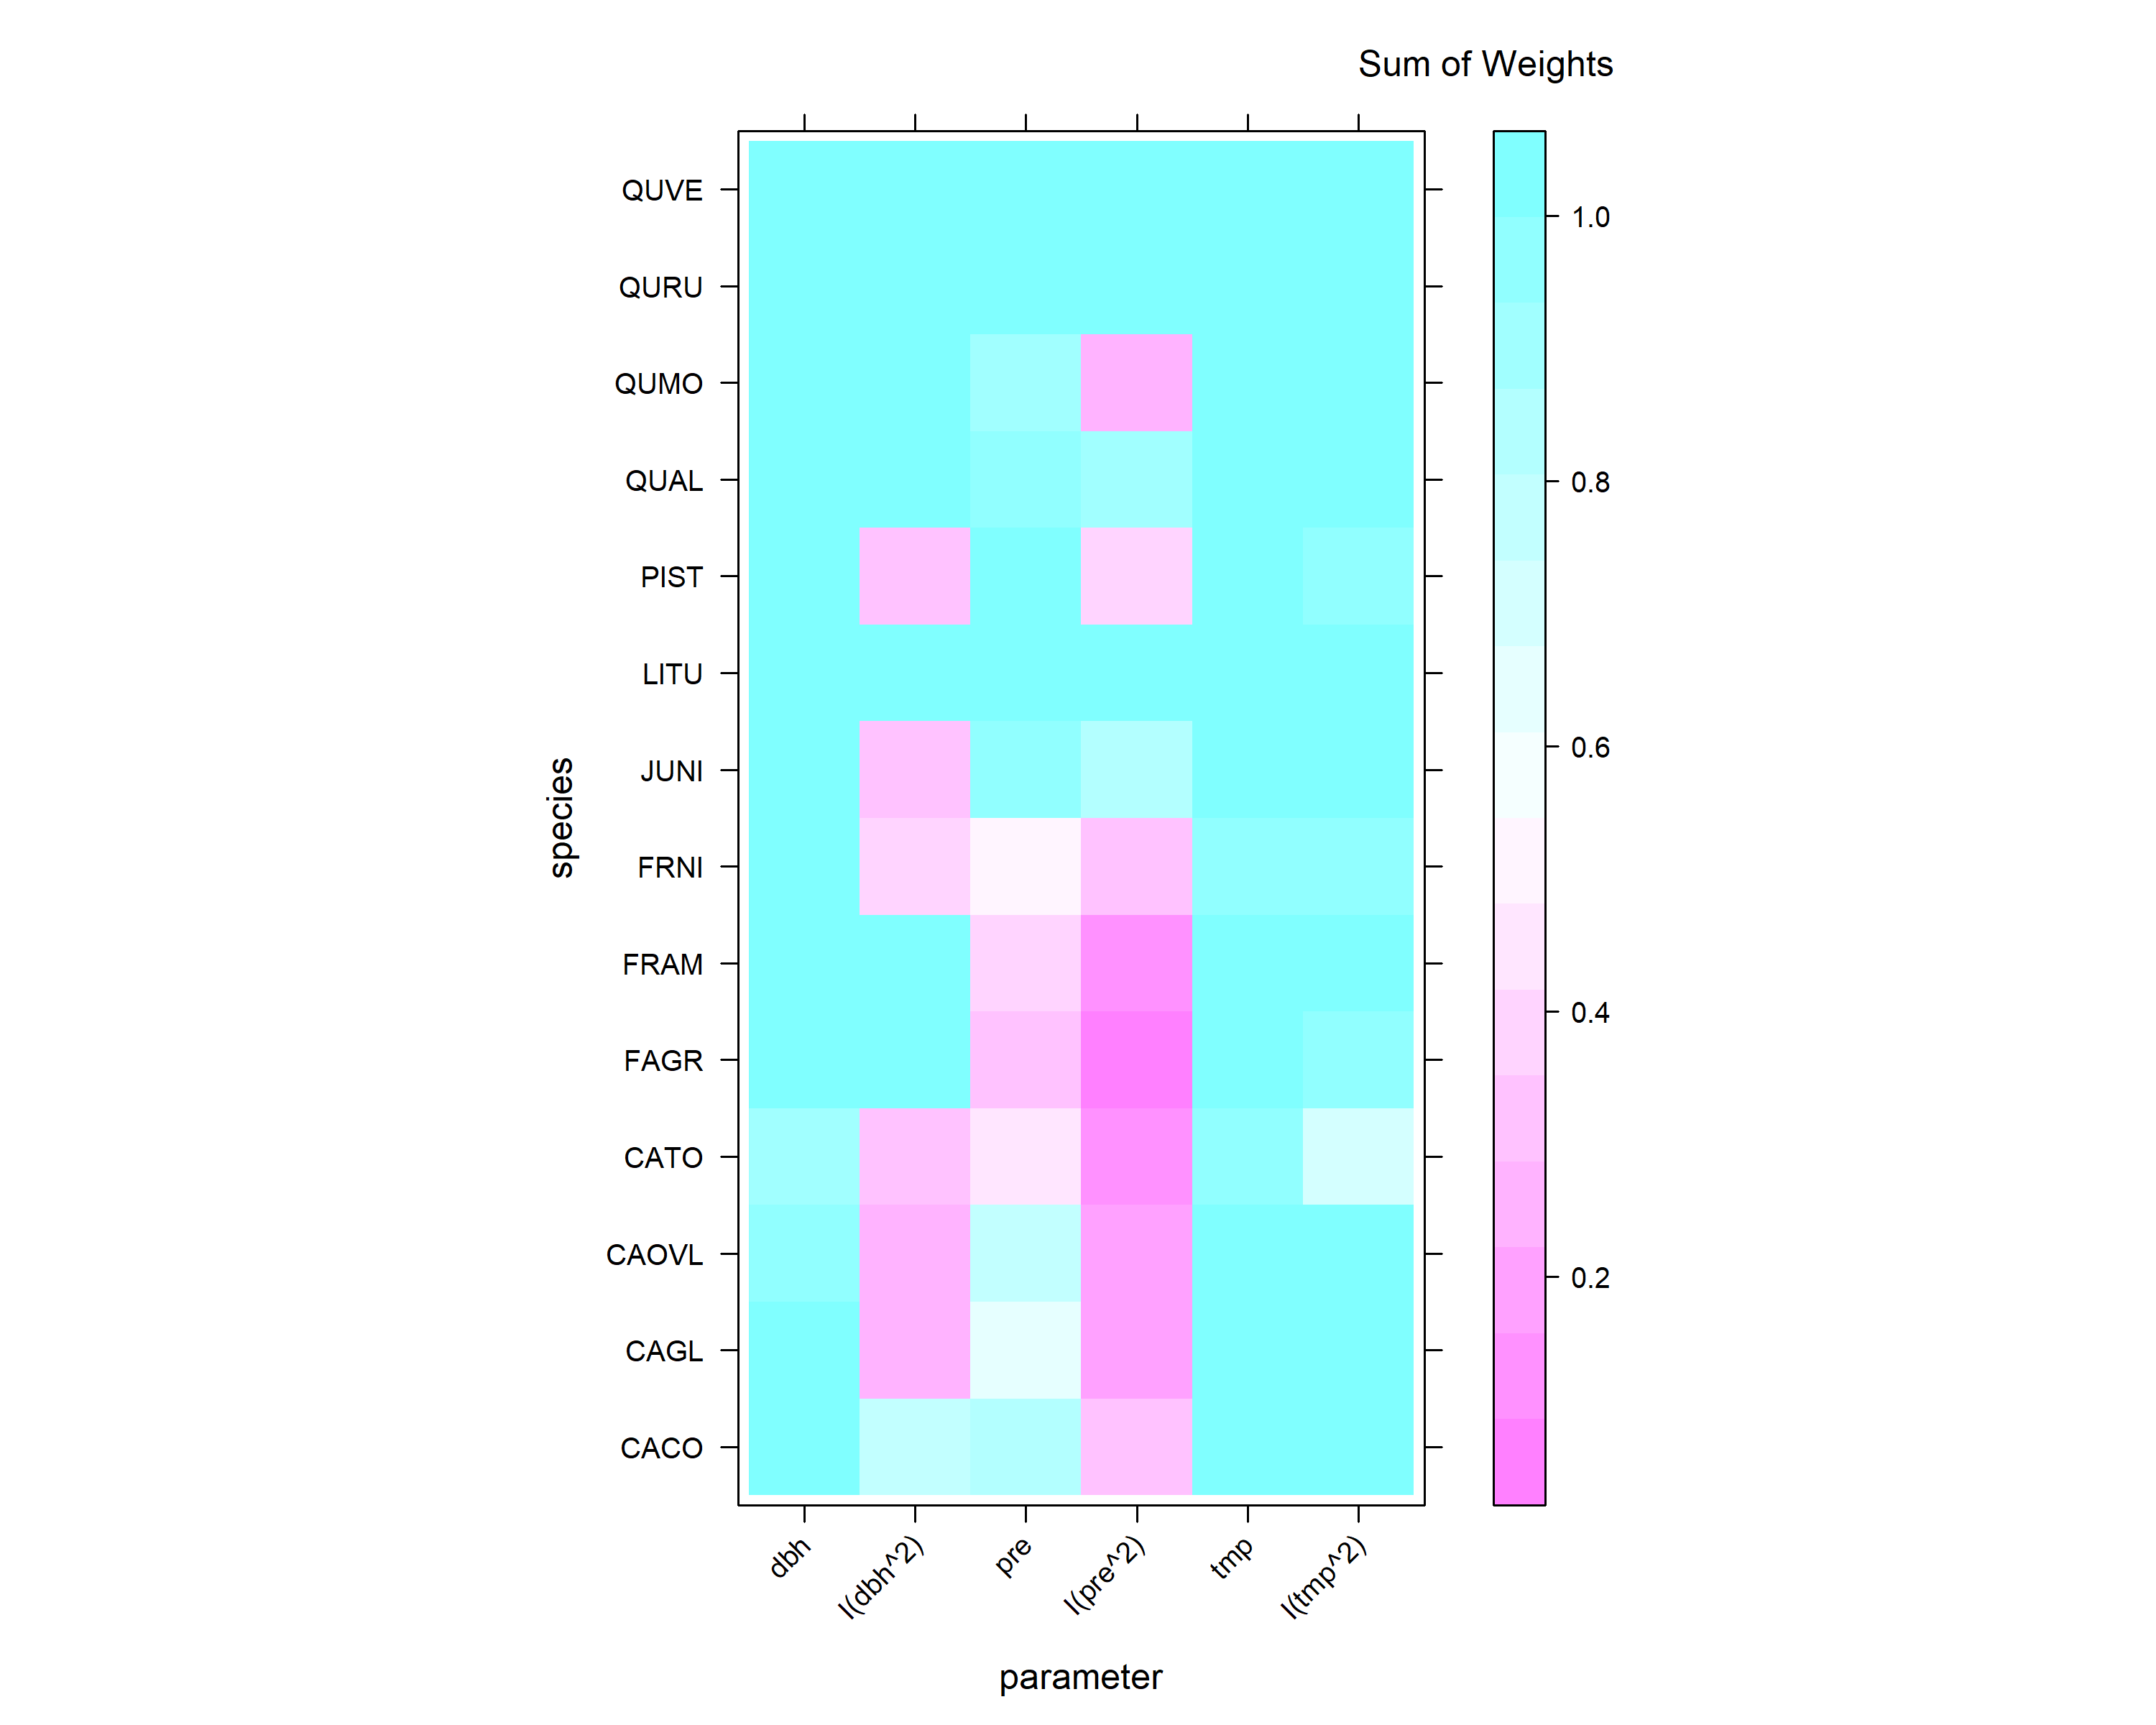 Sum of Weights
QUVE
QURU
QUMO
QUAL
PIST
LITU
JUNI
FRNI
FRAM
FAGR
CATO
CAOVL
CAGL
CACO
species
1.0
0.8
0.6
0.4
0.2
dbh
I(dbh^2)
pre
I(pre^2)
tmp
I(tmp^2)
parameter